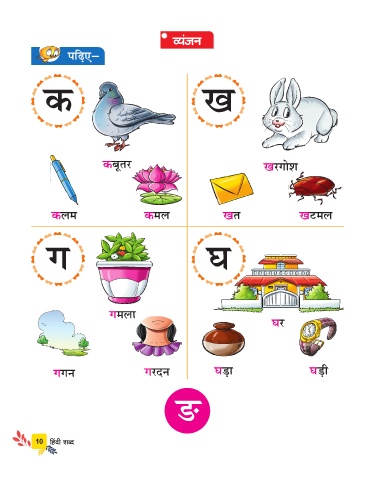 व्यंजन
पढ़िए–
क
कबूतर
कलम
कमल
ख
खरगोश
खत
खटमल
ग
गमला
गगन
गरदन
घ
घर
घड़ा
घड़ी
ङ
10 हिंदी शब्द